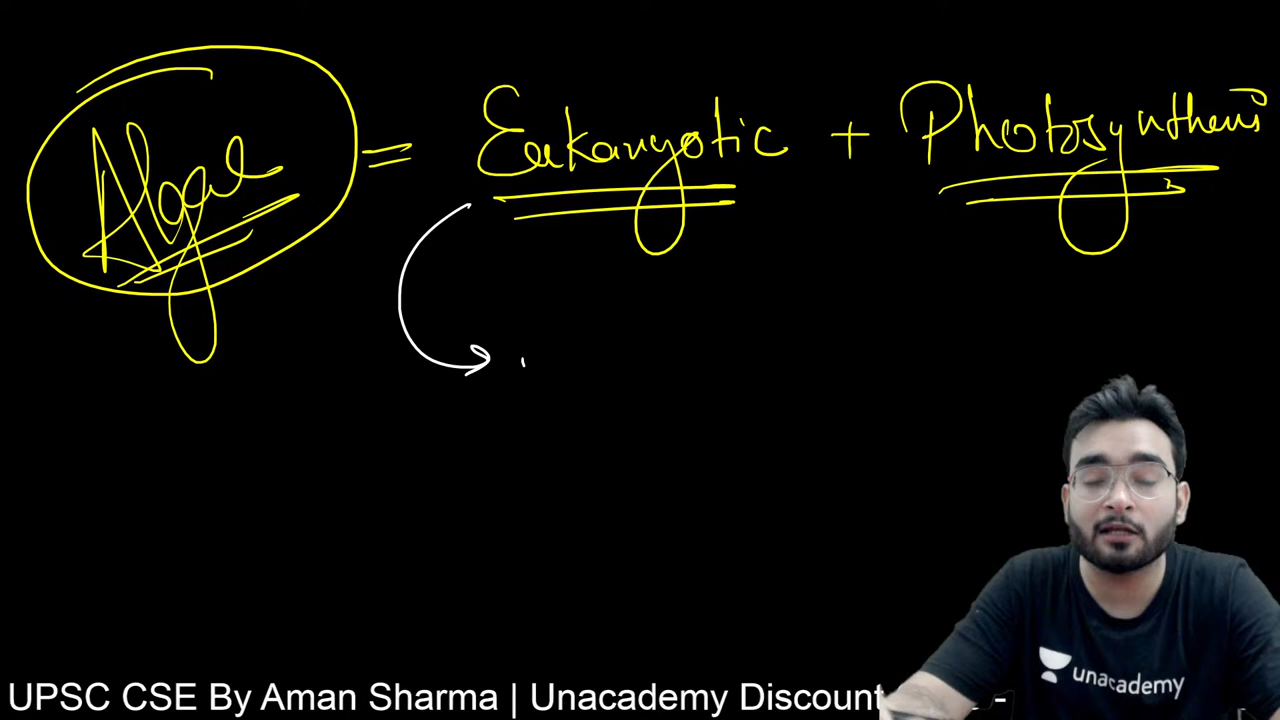 Algae = Eukaryotic + Photosynthesis
unacademy
UPSC CSE By Aman Sharma | Unacademy Discount